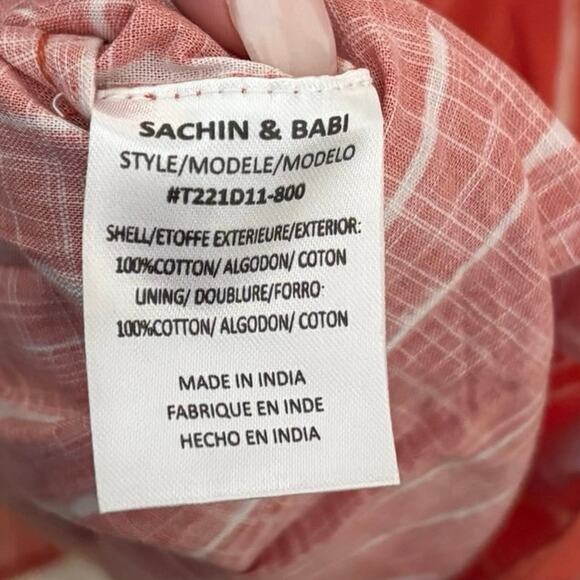 SACHIN & BABI
STYLE/MODELE/MODELO
#T221D11-800
SHELL/ETOFFE EXTERIEURE/EXTERIOR:
100%COTTON/ ALGODON/ COTON
LINING/ DOUBLURE/FORRO:
100%COTTON/ ALGODON/ COTON
MADE IN INDIA
FABRIQUE EN INDE
HECHO EN INDIA